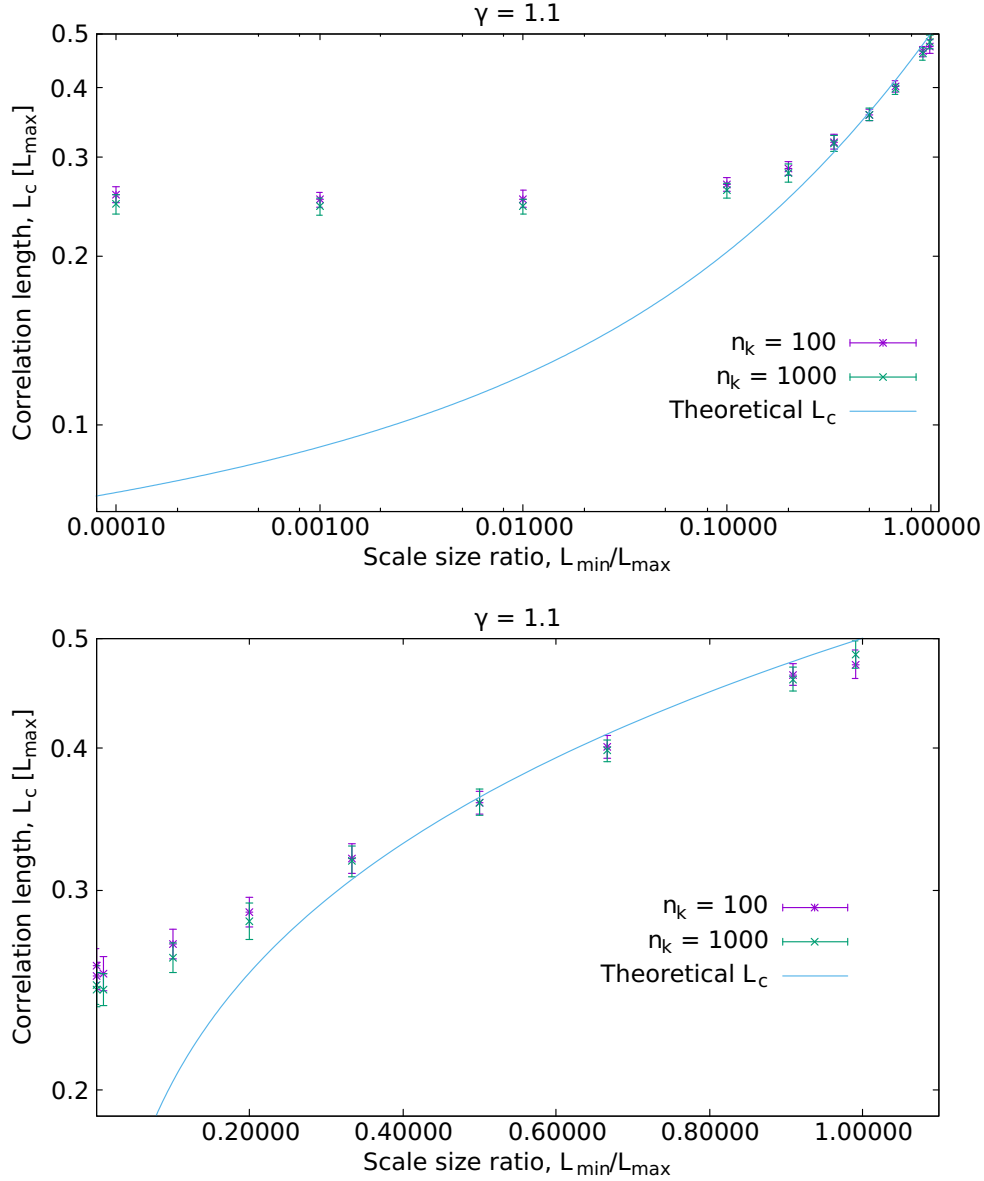 γ = 1.1
0.5
0.4
0.3
0.2
0.1
Correlation length, L_c [L_max]
n_k = 100
n_k = 1000
Theoretical L_c
0.00010 0.00100 0.01000 0.10000 1.00000
Scale size ratio, L_min/L_max
γ = 1.1
0.5
0.4
0.3
0.2
Correlation length, L_c [L_max]
n_k = 100
n_k = 1000
Theoretical L_c
0.20000 0.40000 0.60000 0.80000 1.00000
Scale size ratio, L_min/L_max